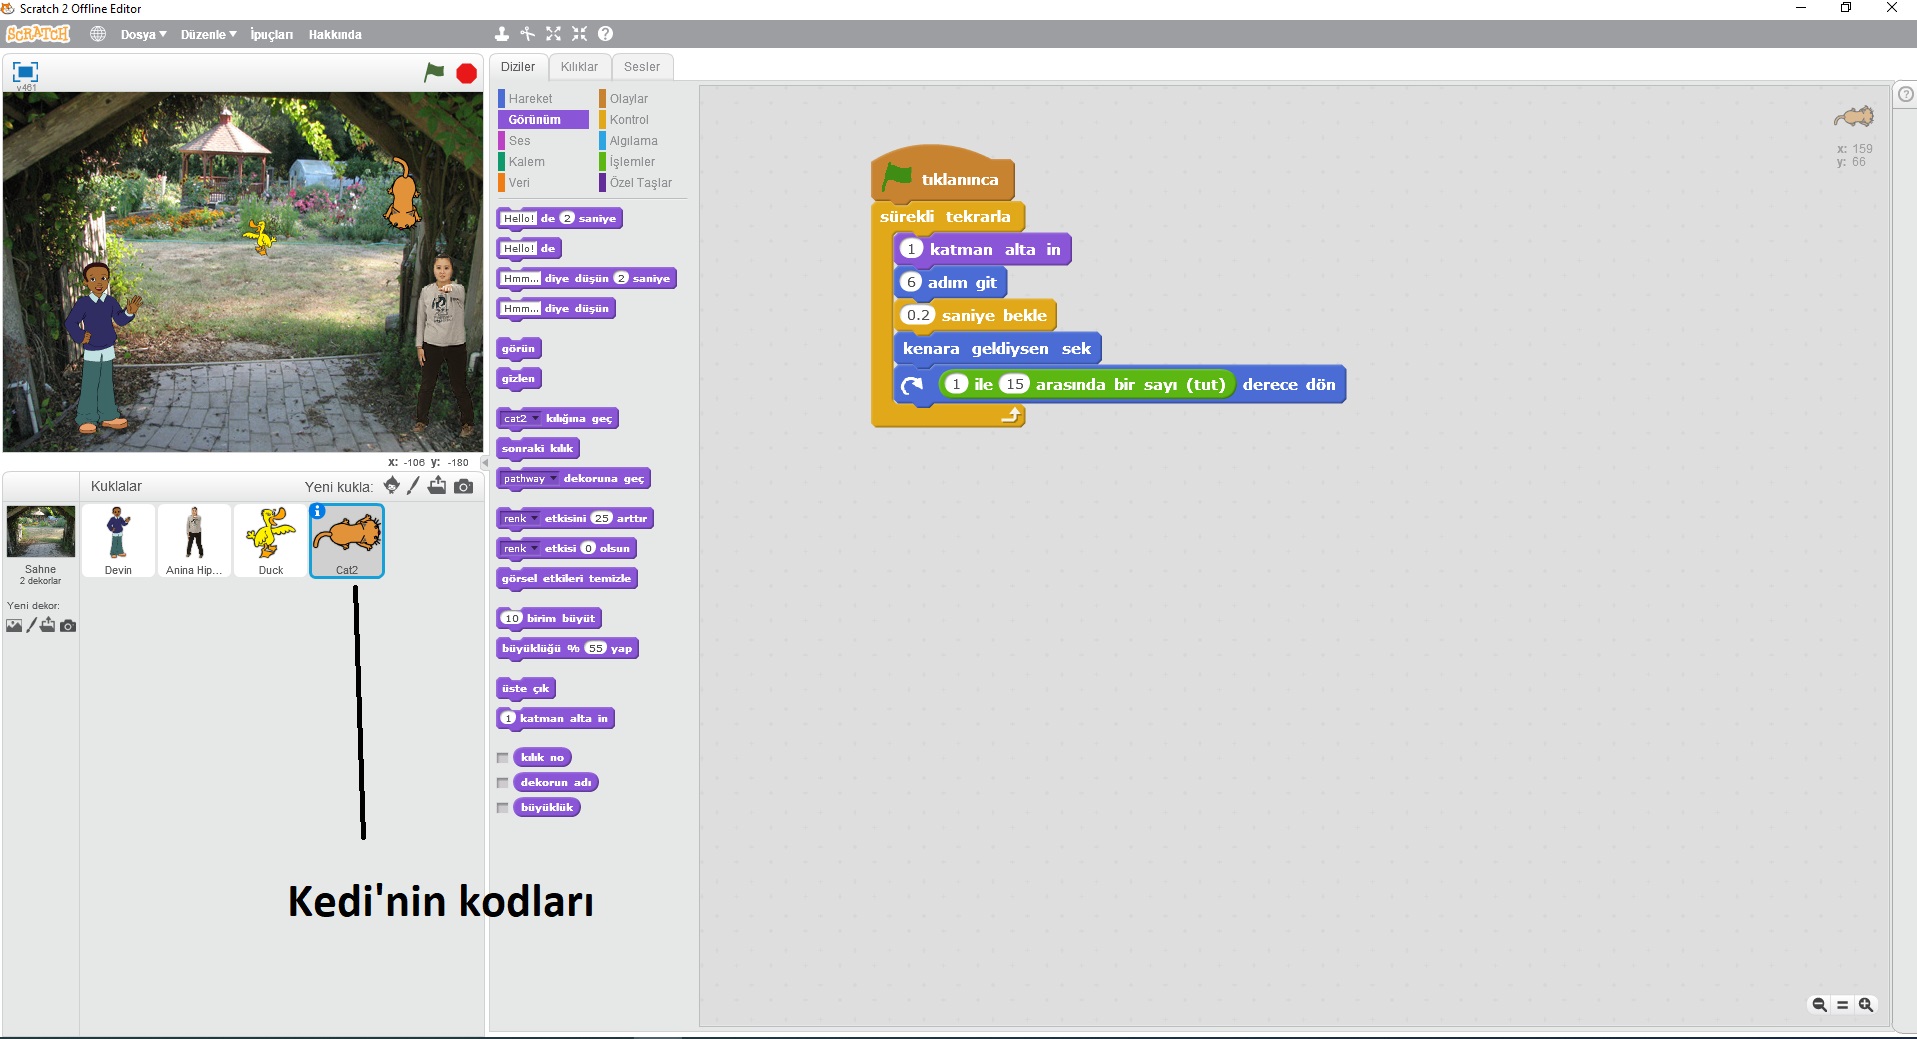 Scratch 2 Offline Editor
SCRATCH
Dosya
Düzenle
İpuçları
Hakkında
v461
x: -106 y: -180
Kuklalar
Yeni kukla:
Sahne
2 dekorlar
Yeni dekor:
Devin
Anina Hip...
Duck
Cat2
Kedi'nin kodları
Diziler
Kılıklar
Sesler
Hareket
Görünüm
Ses
Kalem
Veri
Olaylar
Kontrol
Algılama
İşlemler
Özel Taşlar
Hello! de 2 saniye
Hello! de
Hmm... diye düşün 2 saniye
Hmm... diye düşün
görün
gizlen
cat2 kılığına geç
sonraki kılık
pathway dekoruna geç
renk etkisini 25 arttır
renk etkisi 0 olsun
görsel etkileri temizle
10 birim büyüt
büyüklüğü % 55 yap
üste çık
1 katman alta in
kılık no
dekorun adı
büyüklük
tıklanınca
sürekli tekrarla
1 katman alta in
6 adım git
0.2 saniye bekle
kenara geldiysen sek
1 ile 15 arasında bir sayı (tut) derece dön
x: 159
y: 66